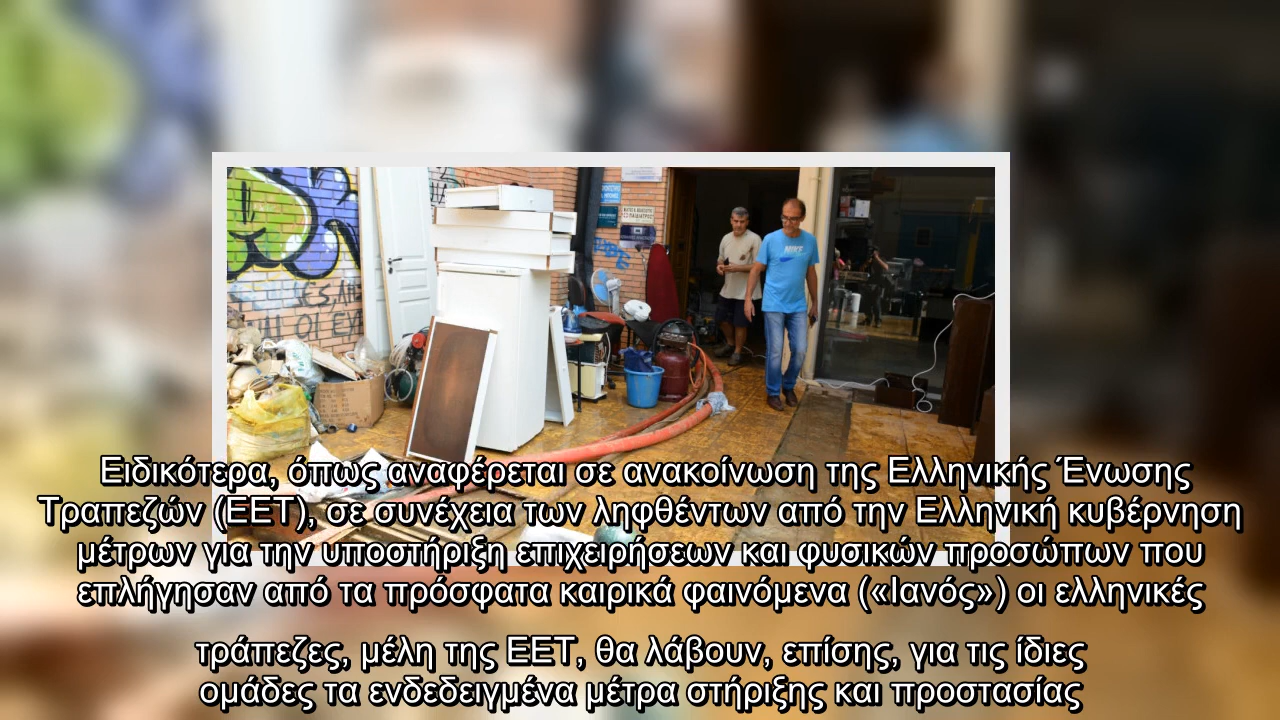 NIKE
Ειδικότερα, όπως αναφέρεται σε ανακοίνωση της Ελληνικής Ένωσης
Τραπεζών (ΕΕΤ), σε συνέχεια των ληφθέντων από την Ελληνική κυβέρνηση
μέτρων για την υποστήριξη επιχειρήσεων και φυσικών προσώπων που
επλήγησαν από τα πρόσφατα καιρικά φαινόμενα («Ιανός») οι ελληνικές
τράπεζες, μέλη της ΕΕΤ, θα λάβουν, επίσης, για τις ίδιες
ομάδες τα ενδεδειγμένα μέτρα στήριξης και προστασίας